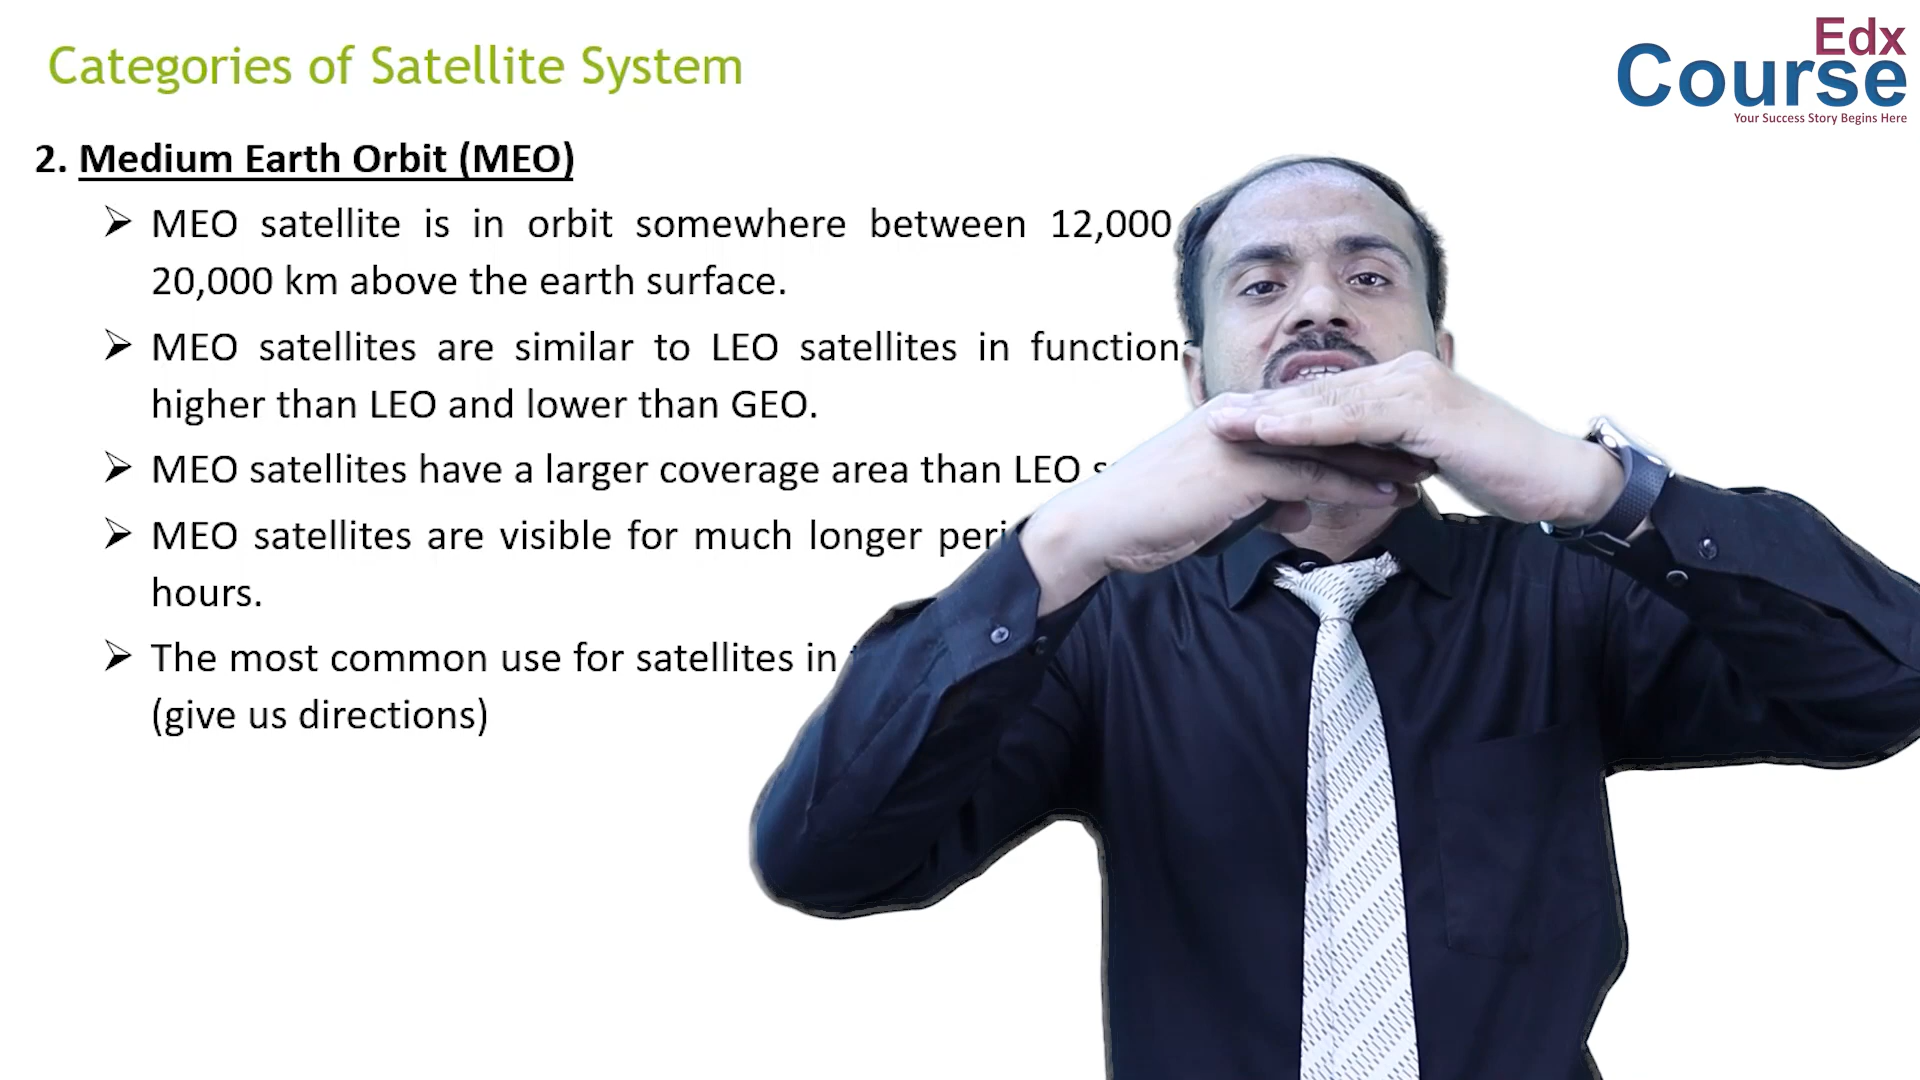 Categories of Satellite System
Edx
Course
Your Success Story Begins Here
2. Medium Earth Orbit (MEO)
➢ MEO satellite is in orbit somewhere between 12,000
20,000 km above the earth surface.
➢ MEO satellites are similar to LEO satellites in
higher than LEO and lower than GEO.
➢ MEO satellites have a larger coverage area than LEO
➢ MEO satellites are visible for much longer
hours.
➢ The most common use for satellites in
(give us directions)